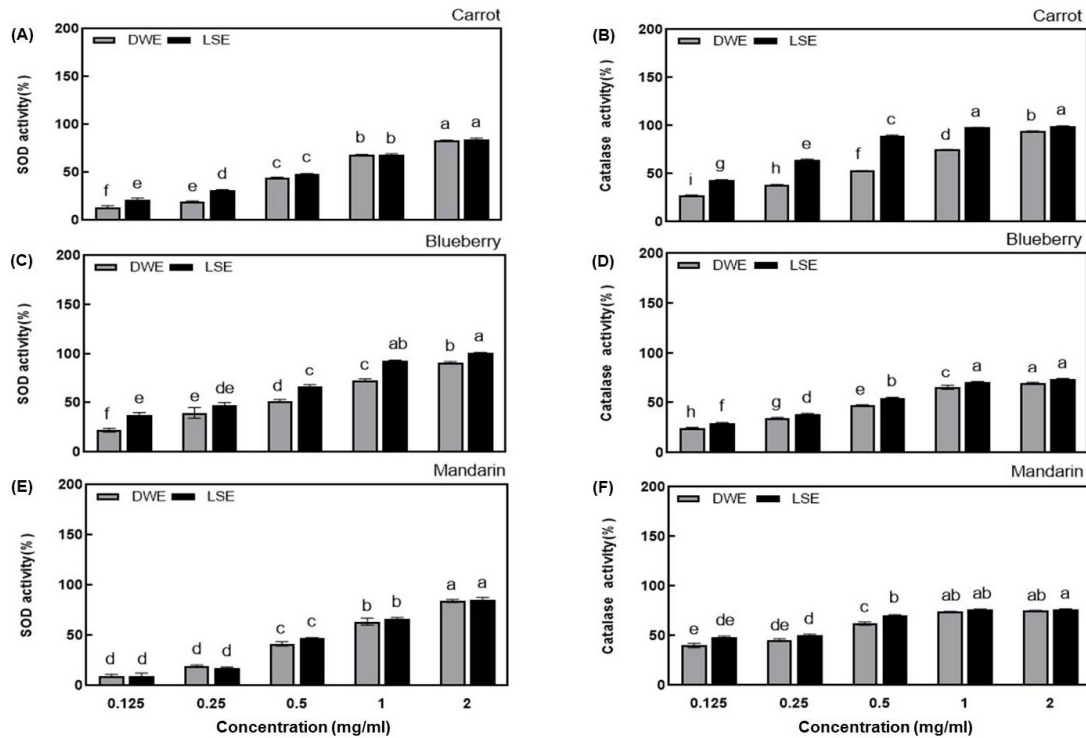 Carrot
(A)
DWE LSE
SOD activity(%)
200
150
100
50
0
f e e d c c b b a a
Carrot
(B)
DWE LSE
Catalase activity(%)
200
150
100
50
0
i g h e f c d a a a
Blueberry
(C)
DWE LSE
SOD activity(%)
200
150
100
50
0
f e e de d c c ab b a
Blueberry
(D)
DWE LSE
Catalase activity(%)
200
150
100
50
0
h f g d e b c a a a
Mandarin
(E)
DWE LSE
SOD activity(%)
200
150
100
50
0
d d d d c c b b a a
0.125 0.25 0.5 1 2
Concentration (mg/ml)
Mandarin
(F)
DWE LSE
Catalase activity(%)
200
150
100
50
0
e de de d c b ab ab ab a
0.125 0.25 0.5 1 2
Concentration (mg/ml)